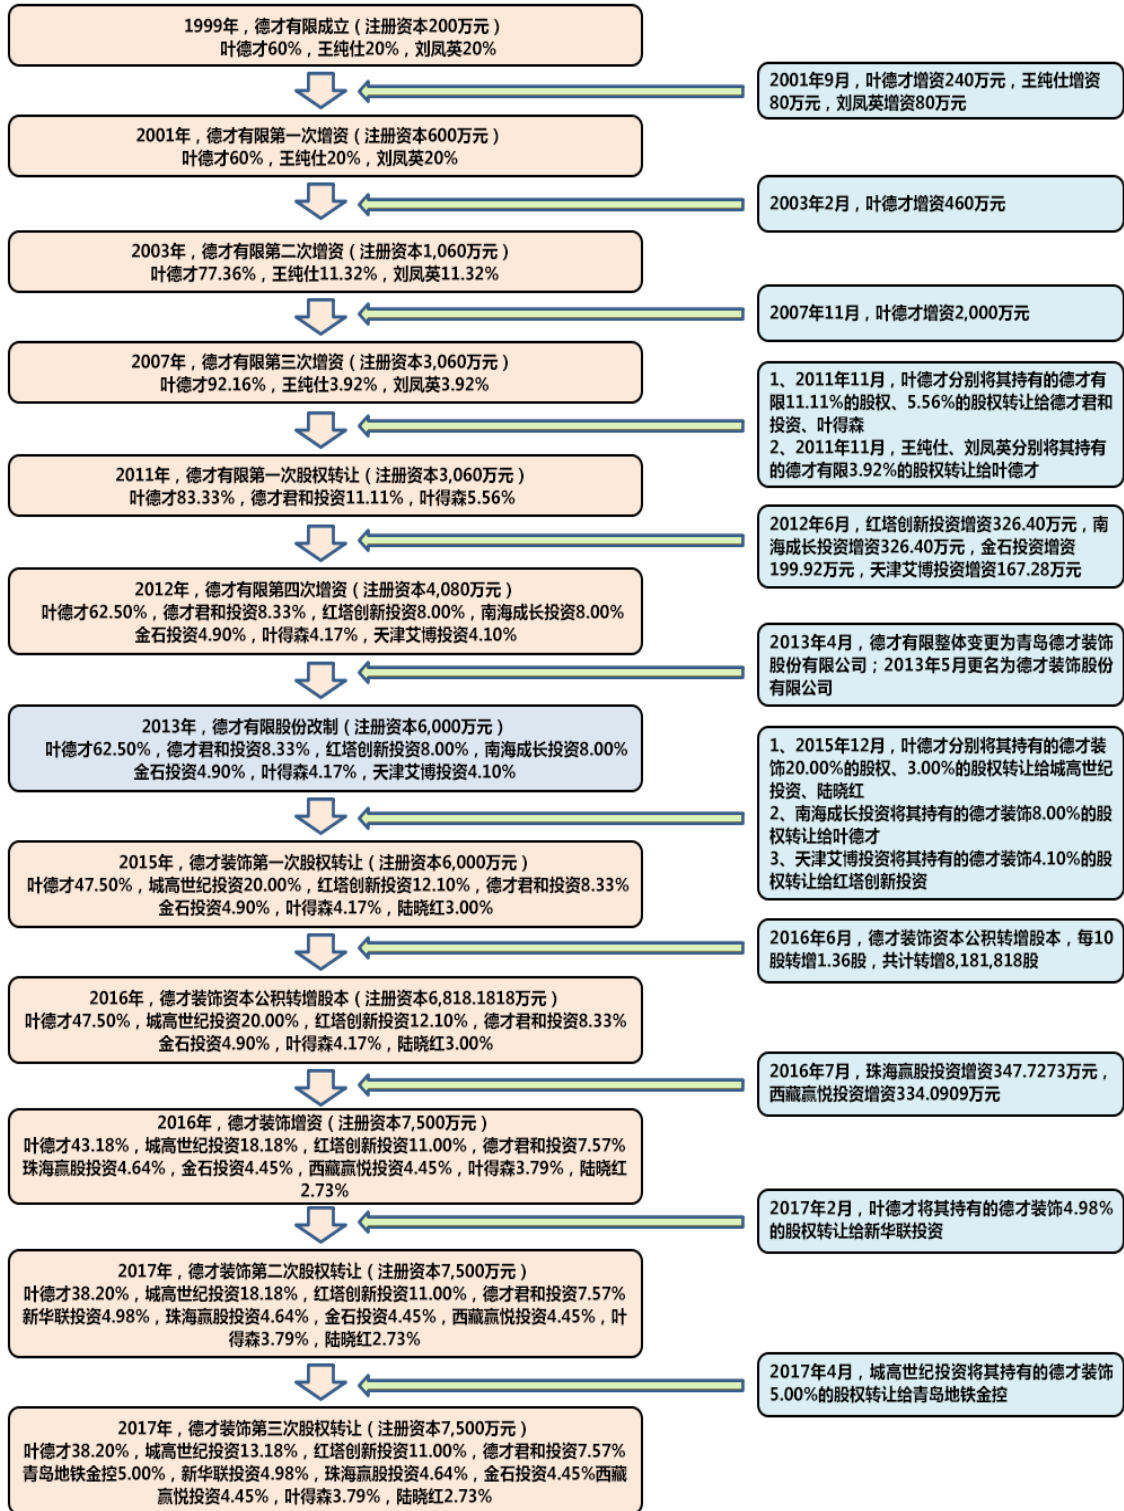 1999年，德才有限成立（注册资本200万元）
叶德才60%，王纯仕20%，刘凤英20%
2001年9月，叶德才增资240万元，王纯仕增资
80万元，刘凤英增资80万元
2001年，德才有限第一次增资（注册资本600万元）
叶德才60%，王纯仕20%，刘凤英20%
2003年2月，叶德才增资460万元
2003年，德才有限第二次增资（注册资本1,060万元）
叶德才77.36%，王纯仕11.32%，刘凤英11.32%
2007年11月，叶德才增资2,000万元
2007年，德才有限第三次增资（注册资本3,060万元）
叶德才92.16%，王纯仕3.92%，刘凤英3.92%
1、2011年11月，叶德才分别将其持有的德才有
限11.11%的股权、5.56%的股权转让给德才君和
投资、叶得森
2、2011年11月，王纯仕、刘凤英分别将其持有
的德才有限3.92%的股权转让给叶德才
2011年，德才有限第一次股权转让（注册资本3,060万元）
叶德才83.33%，德才君和投资11.11%，叶得森5.56%
2012年6月，红塔创新投资增资326.40万元，南
海成长投资增资326.40万元，金石投资增资
199.92万元，天津艾博投资增资167.28万元
2012年，德才有限第四次增资（注册资本4,080万元）
叶德才62.50%，德才君和投资8.33%，红塔创新投资8.00%，南海成长投资8.00%
金石投资4.90%，叶得森4.17%，天津艾博投资4.10%
2013年4月，德才有限整体变更为青岛德才装饰
股份有限公司；2013年5月更名为德才装饰股份
有限公司
2013年，德才有限股份改制（注册资本6,000万元）
叶德才62.50%，德才君和投资8.33%，红塔创新投资8.00%，南海成长投资8.00%
金石投资4.90%，叶得森4.17%，天津艾博投资4.10%
1、2015年12月，叶德才分别将其持有的德才装
饰20.00%的股权、3.00%的股权转让给城高世纪
投资、陆晓红
2、南海成长投资将其持有的德才装饰8.00%的股
权转让给叶德才
3、天津艾博投资将其持有的德才装饰4.10%的股
权转让给红塔创新投资
2015年，德才装饰第一次股权转让（注册资本6,000万元）
叶德才47.50%，城高世纪投资20.00%，红塔创新投资12.10%，德才君和投资8.33%
金石投资4.90%，叶得森4.17%，陆晓红3.00%
2016年6月，德才装饰资本公积转增股本，每10
股转增1.36股，共计转增8,181,818股
2016年，德才装饰资本公积转增股本（注册资本6,818.1818万元）
叶德才47.50%，城高世纪投资20.00%，红塔创新投资12.10%，德才君和投资8.33%
金石投资4.90%，叶得森4.17%，陆晓红3.00%
2016年7月，珠海赢股投资增资347.7273万元，
西藏赢悦投资增资334.0909万元
2016年，德才装饰增资（注册资本7,500万元）
叶德才43.18%，城高世纪投资18.18%，红塔创新投资11.00%，德才君和投资7.57%
珠海赢股投资4.64%，金石投资4.45%，西藏赢悦投资4.45%，叶得森3.79%，陆晓红
2.73%
2017年2月，叶德才将其持有的德才装饰4.98%
的股权转让给新华联投资
2017年，德才装饰第二次股权转让（注册资本7,500万元）
叶德才38.20%，城高世纪投资18.18%，红塔创新投资11.00%，德才君和投资7.57%
新华联投资4.98%，珠海赢股投资4.64%，金石投资4.45%，西藏赢悦投资4.45%，叶
得森3.79%，陆晓红2.73%
2017年4月，城高世纪投资将其持有的德才装饰
5.00%的股权转让给青岛地铁金控
2017年，德才装饰第三次股权转让（注册资本7,500万元）
叶德才38.20%，城高世纪投资13.18%，红塔创新投资11.00%，德才君和投资7.57%
青岛地铁金控5.00%，新华联投资4.98%，珠海赢股投资4.64%，金石投资4.45%西藏
赢悦投资4.45%，叶得森3.79%，陆晓红2.73%